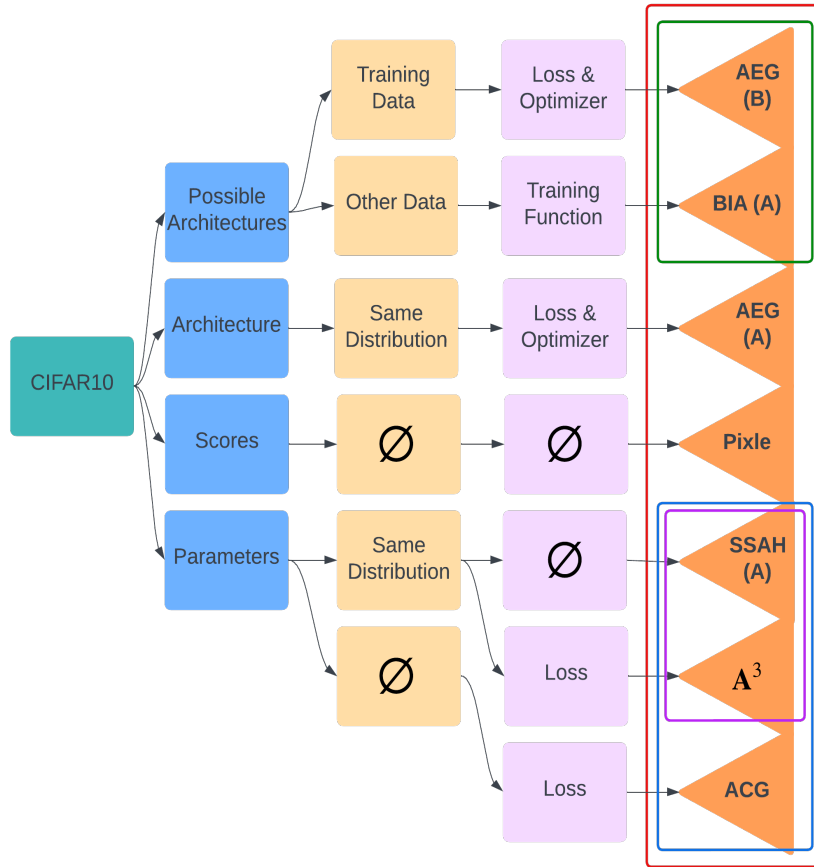 Training
Data
Loss &
Optimizer
AEG
(B)
Possible
Architectures
Other Data
Training
Function
BIA (A)
Architecture
Same
Distribution
Loss &
Optimizer
AEG
(A)
CIFAR10
Scores
∅
∅
Pixle
Parameters
Same
Distribution
∅
SSAH
(A)
∅
Loss
A³
Loss
ACG